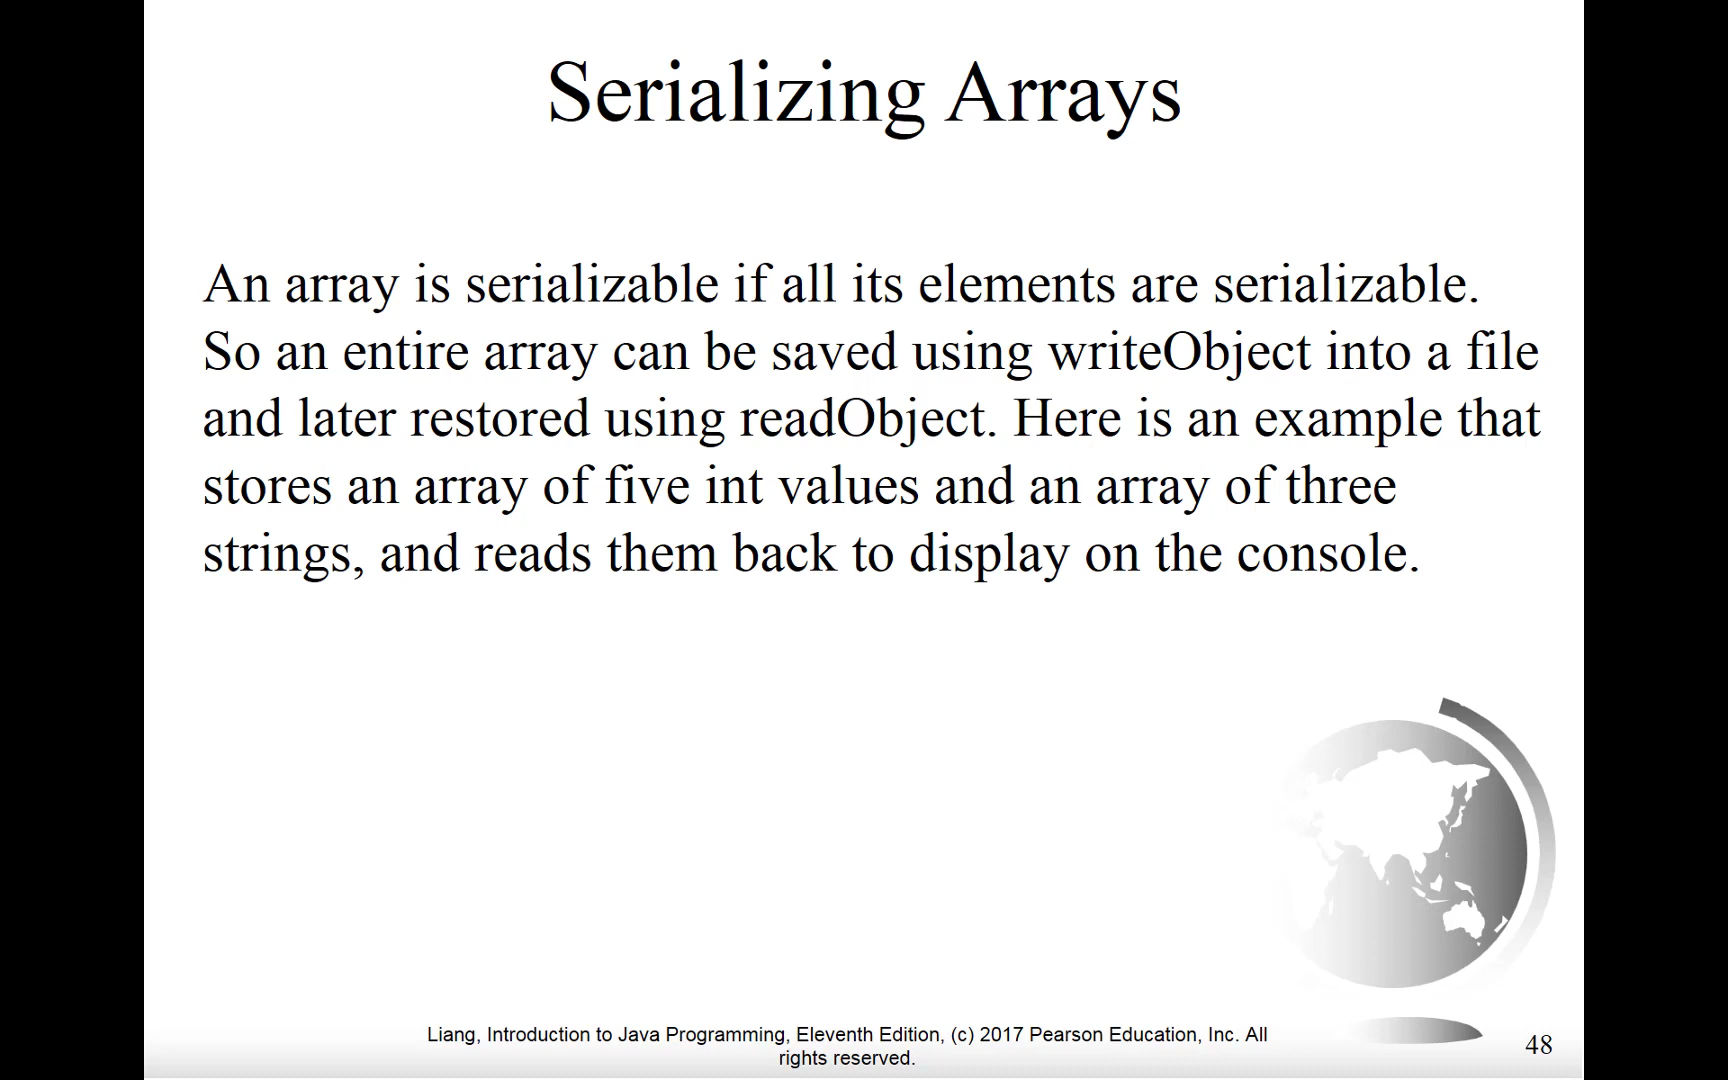 Serializing Arrays
An array is serializable if all its elements are serializable.
So an entire array can be saved using writeObject into a file
and later restored using readObject. Here is an example that
stores an array of five int values and an array of three
strings, and reads them back to display on the console.
Liang, Introduction to Java Programming, Eleventh Edition, (c) 2017 Pearson Education, Inc. All
rights reserved.
48